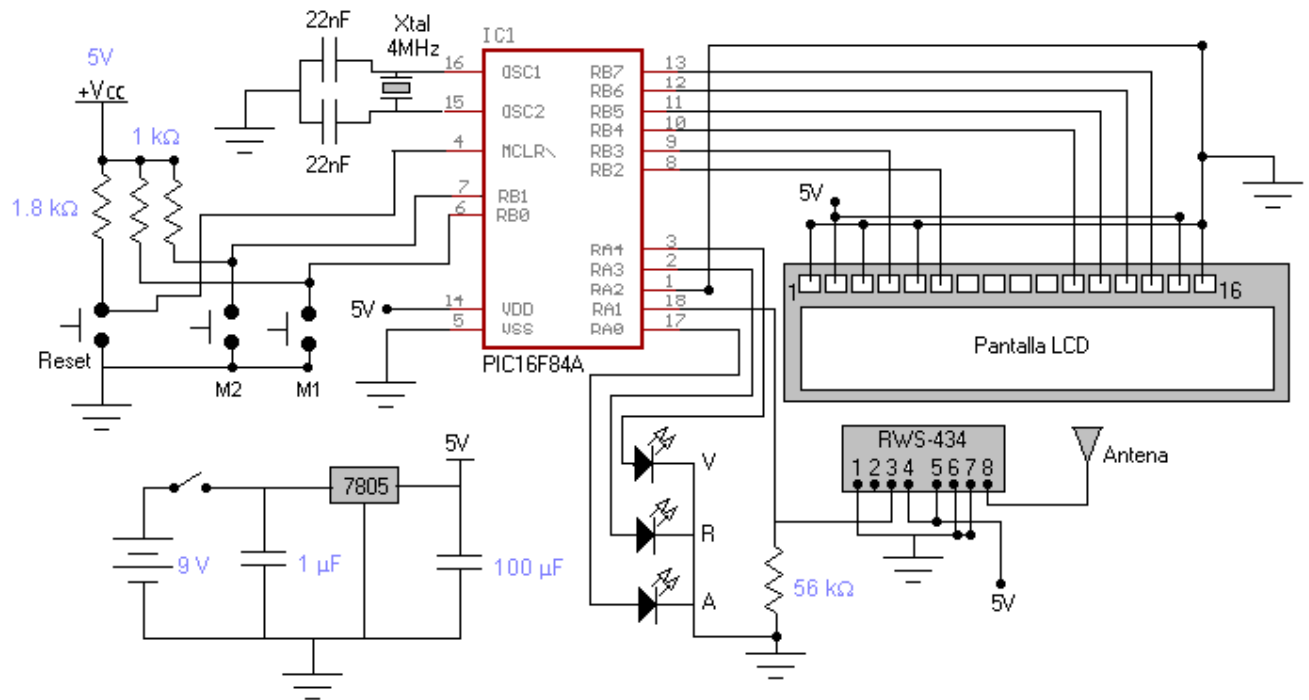 22nF
Xtal
4MHz
22nF
5V
+Vcc
1 kΩ
1.8 kΩ
Reset
M2
M1
IC1
16
OSC1
15
OSC2
4
MCLR\
7
RB1
6
RB0
14
VDD
5
VSS
5V
RB7
13
RB6
12
RB5
11
RB4
10
RB3
9
RB2
8
RA4
3
RA3
2
RA2
1
RA1
18
RA0
17
PIC16F84A
5V
1
16
Pantalla LCD
RWS-434
1 2 3 4 5 6 7 8
Antena
5V
V
R
A
56 kΩ
9 V
1 µF
7805
5V
100 µF